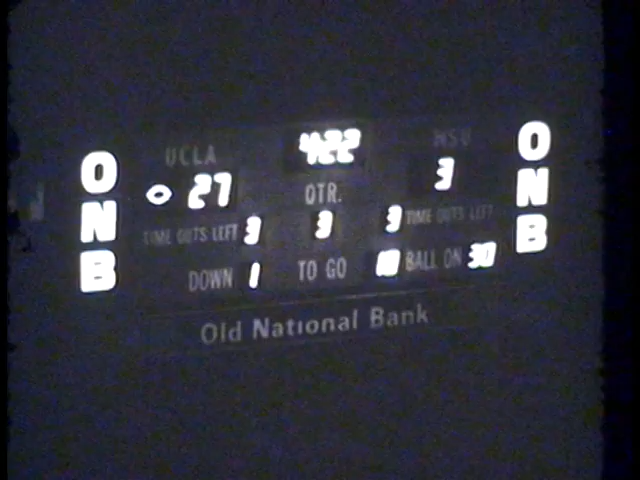 UCLA 4:22 WSU
27 QTR. 3
TIME OUTS LEFT 3 3 3 TIME OUTS LEFT
DOWN 1 TO GO 10 BALL ON 30
Old National Bank
ONB
ONB